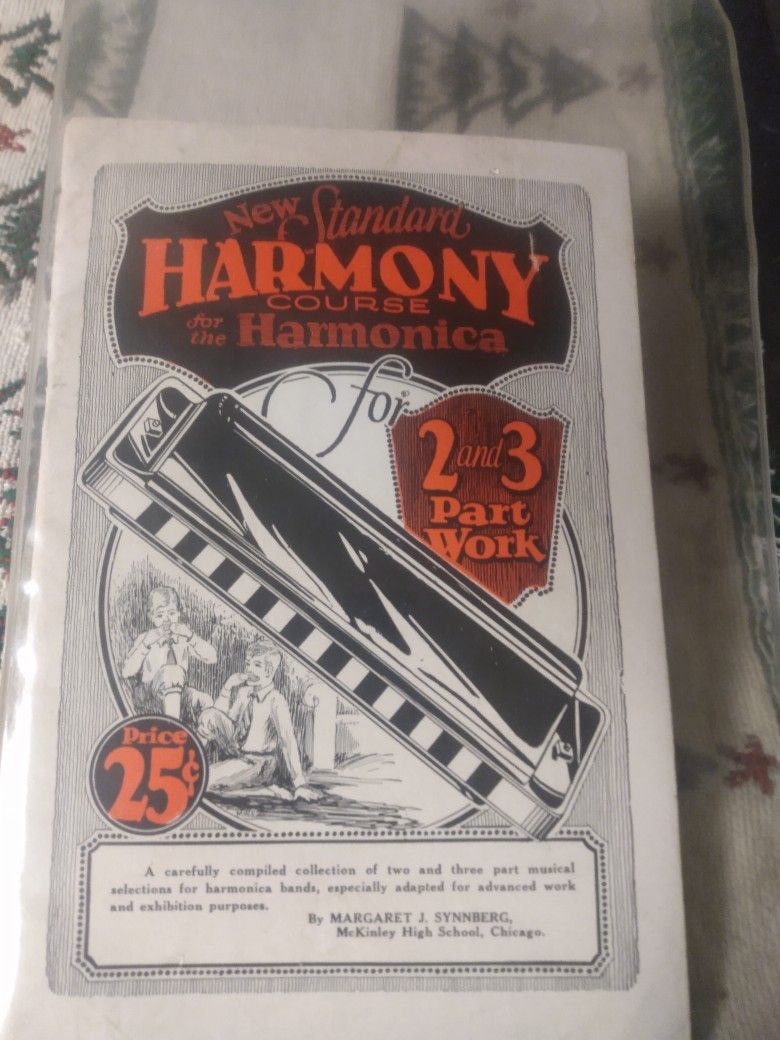 New Standard
HARMONY
COURSE
for the Harmonica
for
2 and 3
Part
Work
Price
25¢
A carefully compiled collection of two and three part musical
selections for harmonica bands, especially adapted for advanced work
and exhibition purposes.
By MARGARET J. SYNNBERG,
McKinley High School, Chicago.